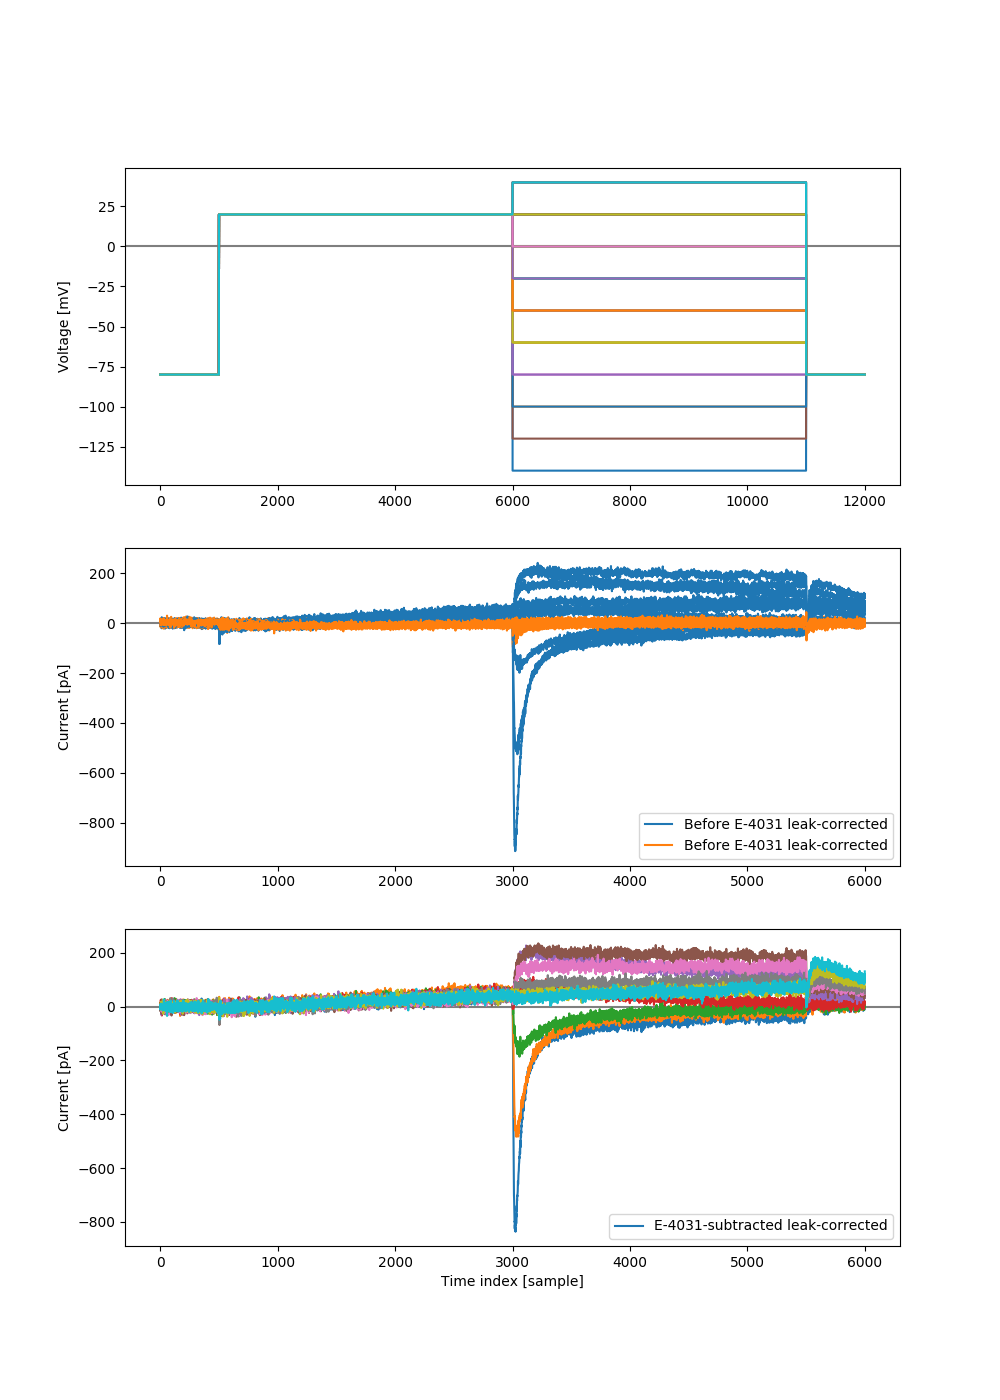 25
0
−25
−50
−75
−100
−125
Voltage [mV]
0 2000 4000 6000 8000 10000 12000
200
0
−200
−400
−600
−800
Current [pA]
Before E-4031 leak-corrected
Before E-4031 leak-corrected
0 1000 2000 3000 4000 5000 6000
200
0
−200
−400
−600
−800
Current [pA]
E-4031-subtracted leak-corrected
0 1000 2000 3000 4000 5000 6000
Time index [sample]